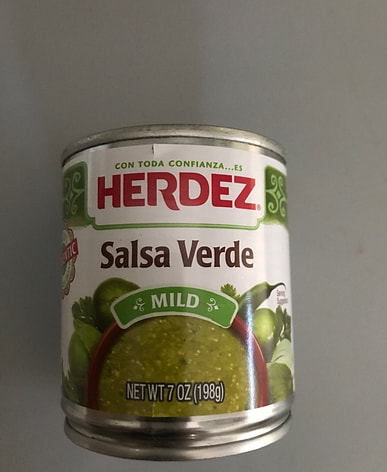 CON TODA CONFIANZA...ES
HERDEZ®
Salsa Verde
MILD
NET WT 7 OZ (198g)